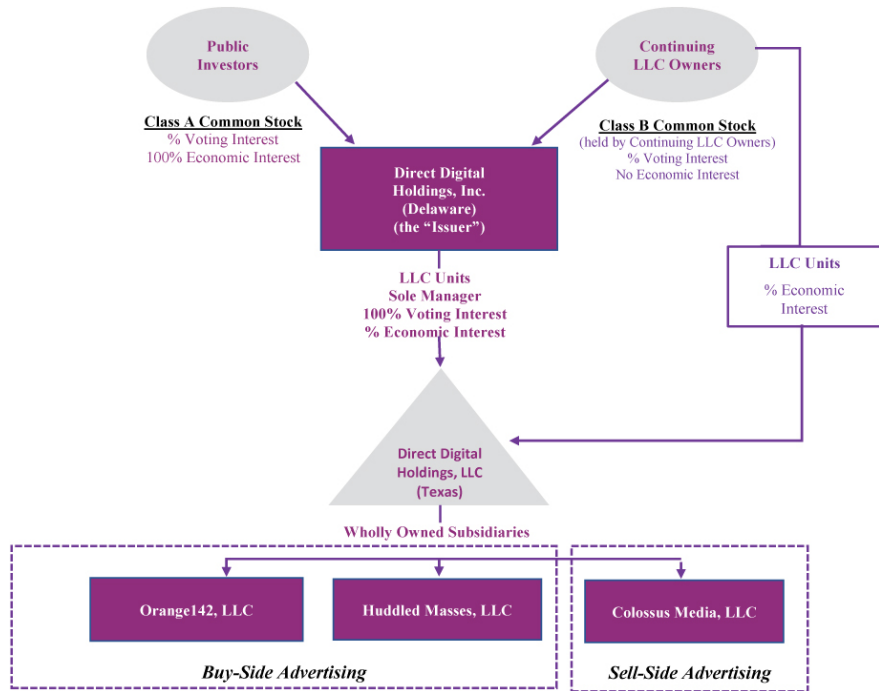 Public
Investors
Continuing
LLC Owners
Class A Common Stock
% Voting Interest
100% Economic Interest
Class B Common Stock
(held by Continuing LLC Owners)
% Voting Interest
No Economic Interest
Direct Digital
Holdings, Inc.
(Delaware)
(the “Issuer”)
LLC Units
% Economic
Interest
LLC Units
Sole Manager
100% Voting Interest
% Economic Interest
Direct Digital
Holdings, LLC
(Texas)
Wholly Owned Subsidiaries
Orange142, LLC
Huddled Masses, LLC
Colossus Media, LLC
Buy-Side Advertising
Sell-Side Advertising